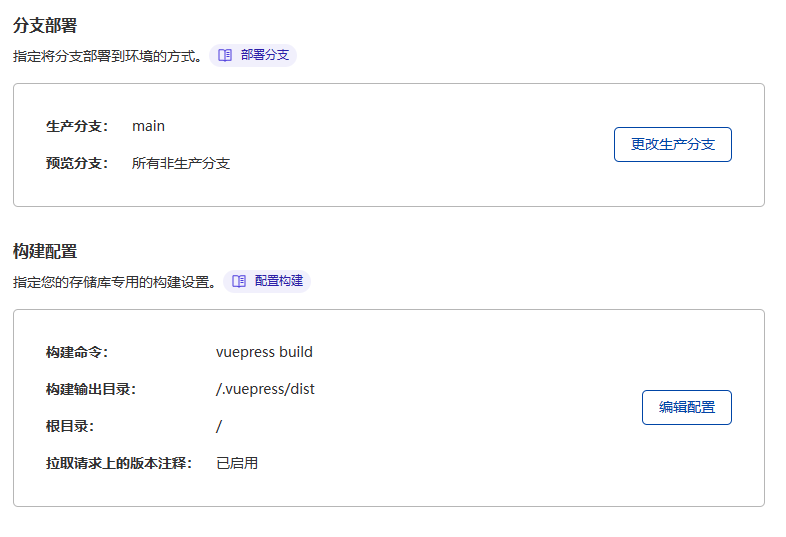 分支部署
指定将分支部署到环境的方式。 部署分支
生产分支： main
更改生产分支
预览分支： 所有非生产分支
构建配置
指定您的存储库专用的构建设置。 配置构建
构建命令： vuepress build
构建输出目录： /.vuepress/dist
编辑配置
根目录： /
拉取请求上的版本注释： 已启用